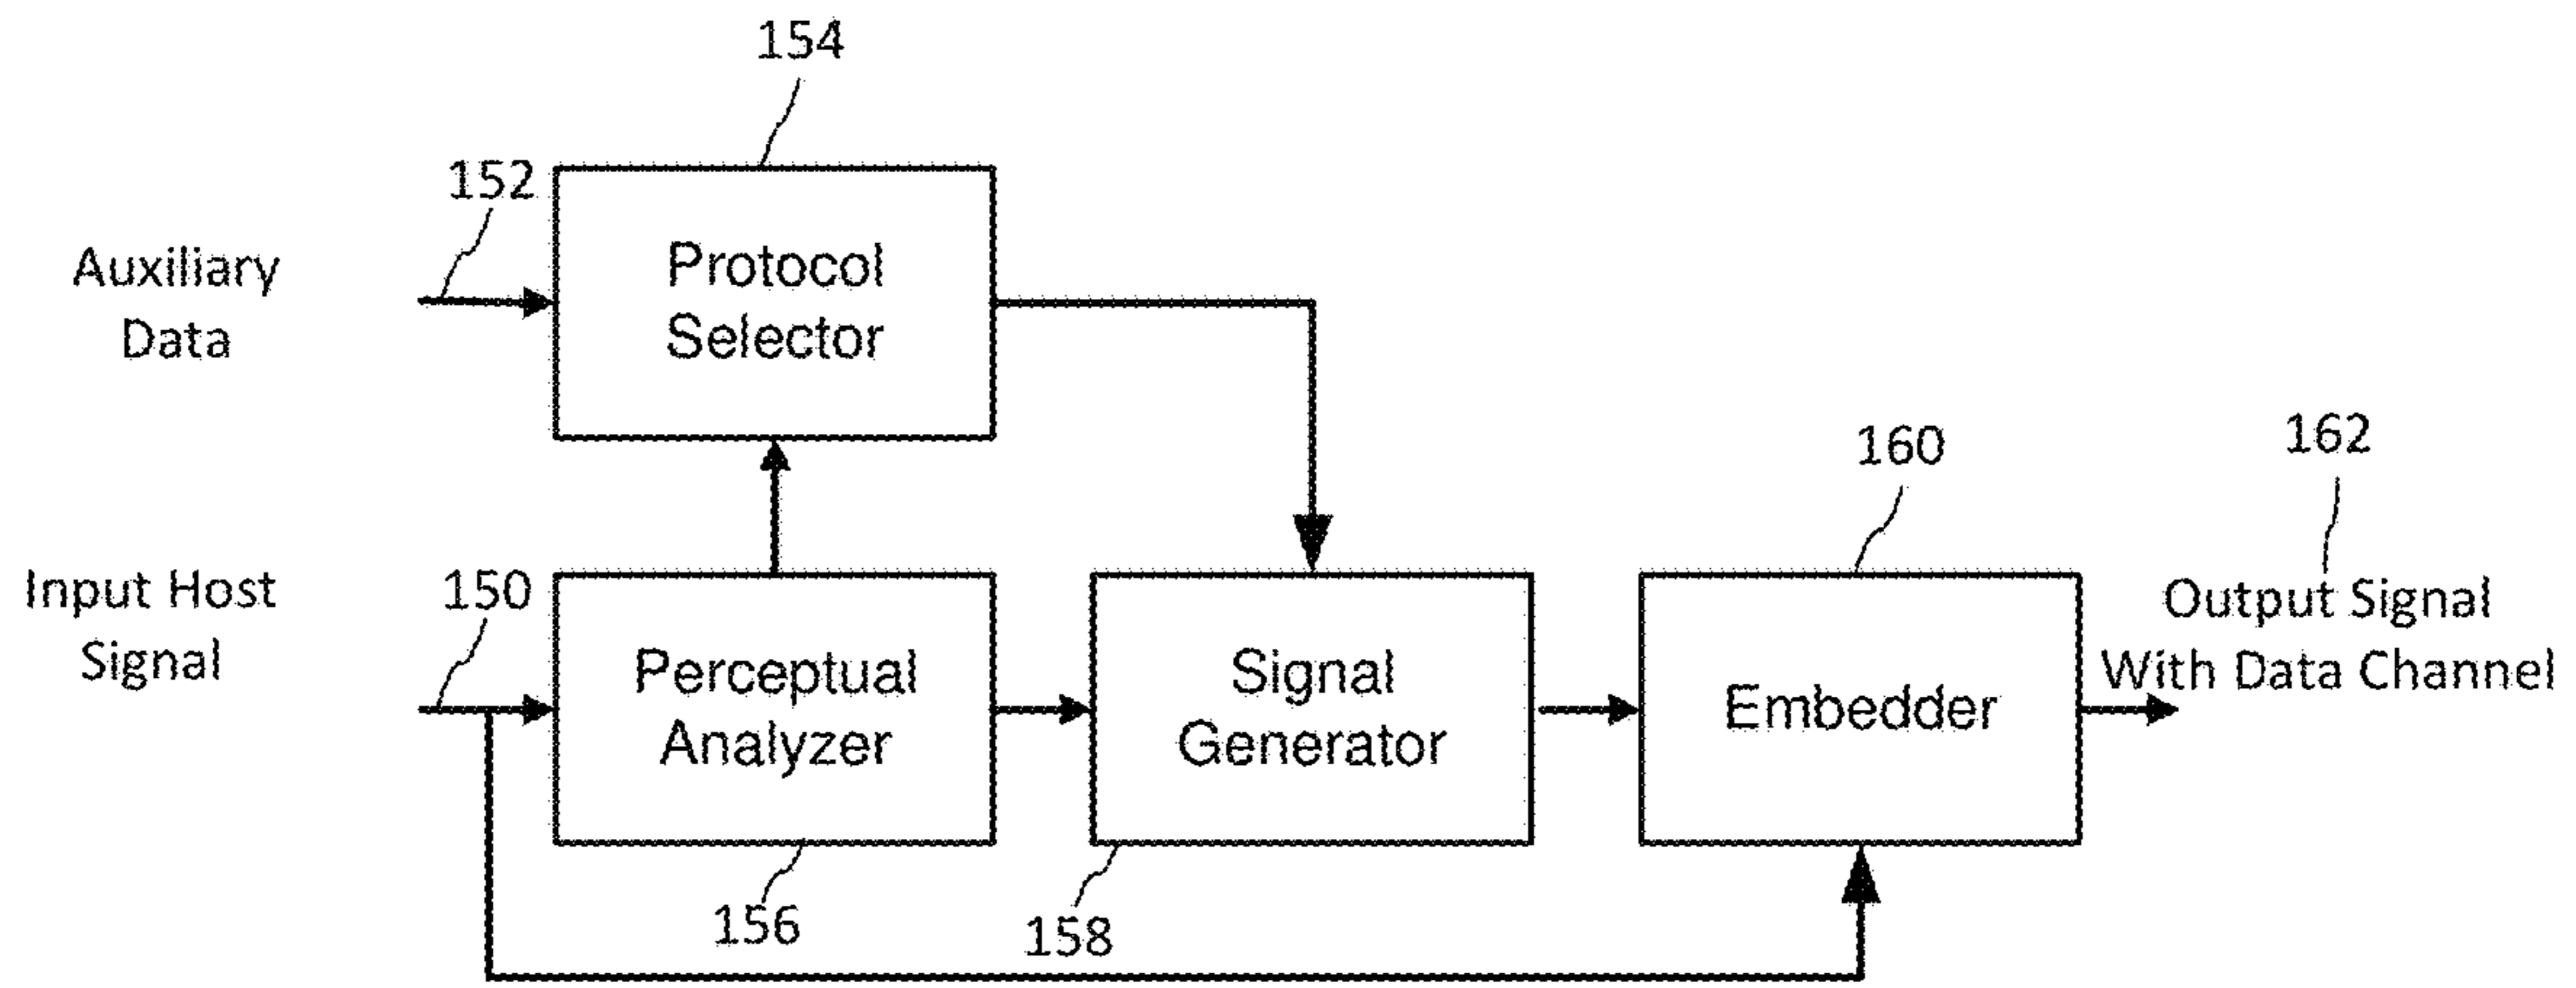 154
152
Auxiliary
Data
Protocol
Selector
160
162
Input Host
Signal
150
Perceptual
Analyzer
Signal
Generator
Embedder
Output Signal
With Data Channel
156
158